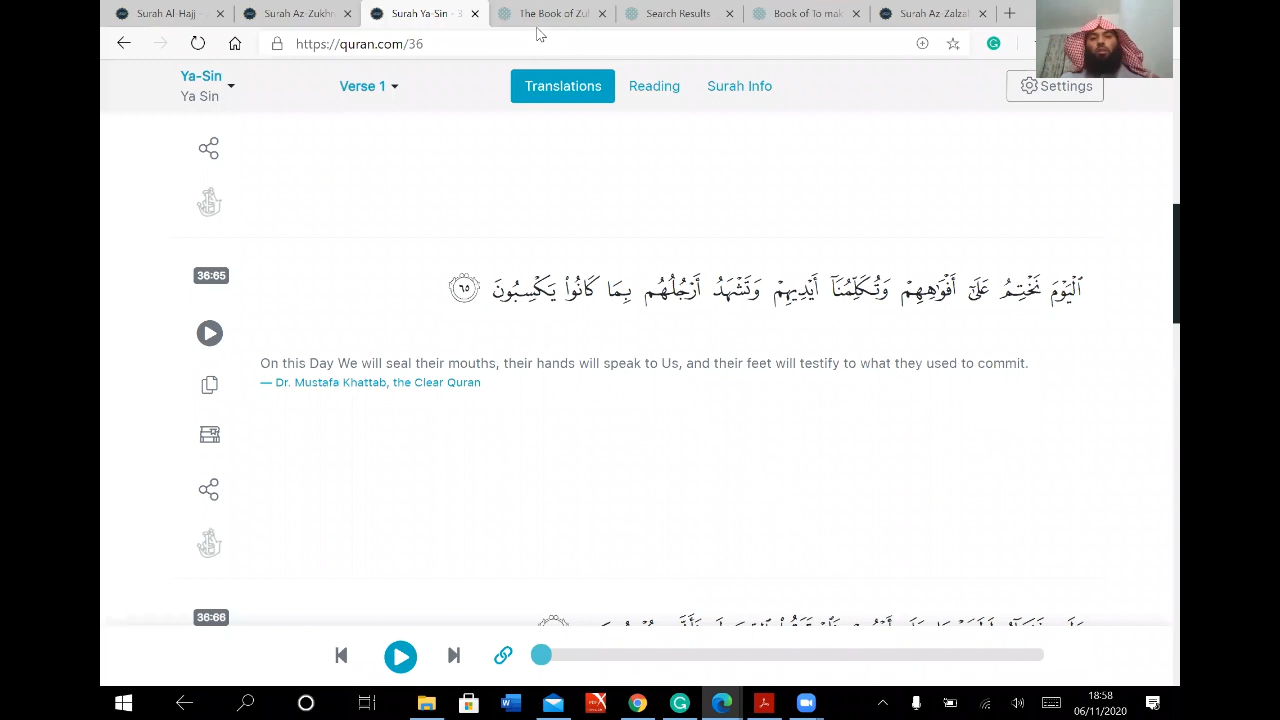 Surah Al-Hajj -
Surah Az-Zukhr
Surah Ya-Sin - 3
The Book of Zul
Search Results
Book of To mak
Surah Az-Zalzal
https://quran.com/36
Ya-Sin
Ya Sin
Verse 1
Translations
Reading
Surah Info
Settings
36:65
ٱلْيَوْمَ نَخْتِمُ عَلَىٰٓ أَفْوَٰهِهِمْ وَتُكَلِّمُنَآ أَيْدِيهِمْ وَتَشْهَدُ أَرْجُلُهُم بِمَا كَانُوا۟ يَكْسِبُونَ ٦٥
On this Day We will seal their mouths, their hands will speak to Us, and their feet will testify to what they used to commit.
— Dr. Mustafa Khattab, the Clear Quran
36:66
18:58
06/11/2020